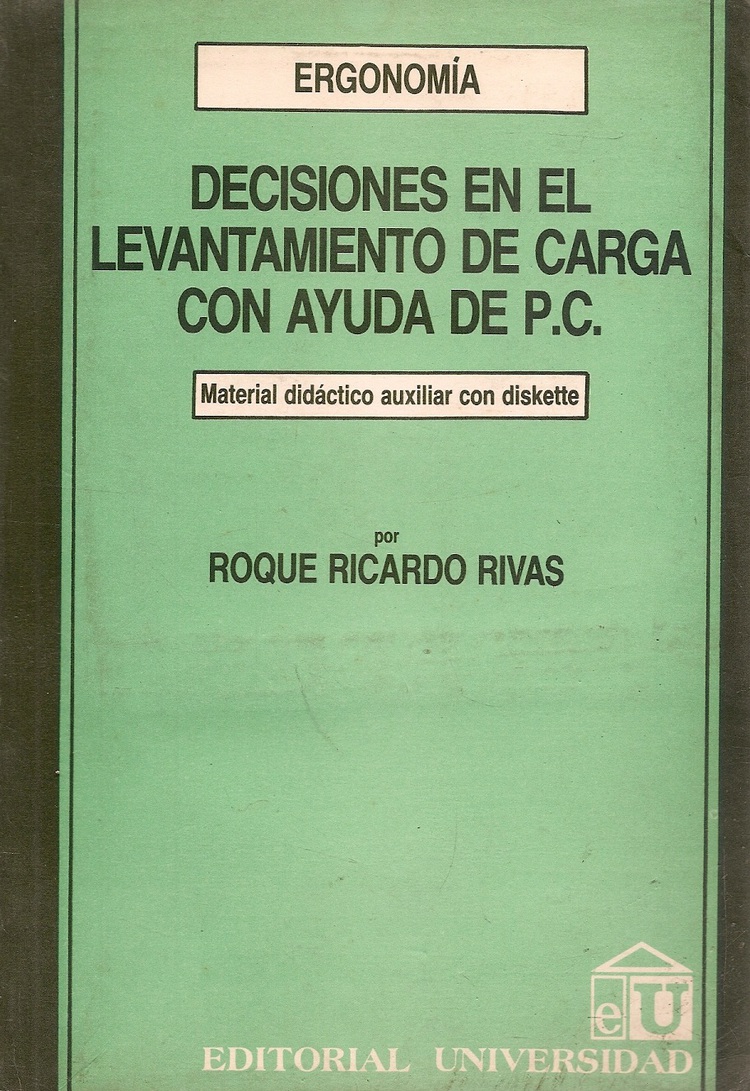 ERGONOMÍA
DECISIONES EN EL
LEVANTAMIENTO DE CARGA
CON AYUDA DE P.C.
Material didáctico auxiliar con diskette
por
ROQUE RICARDO RIVAS
eU
EDITORIAL UNIVERSIDAD